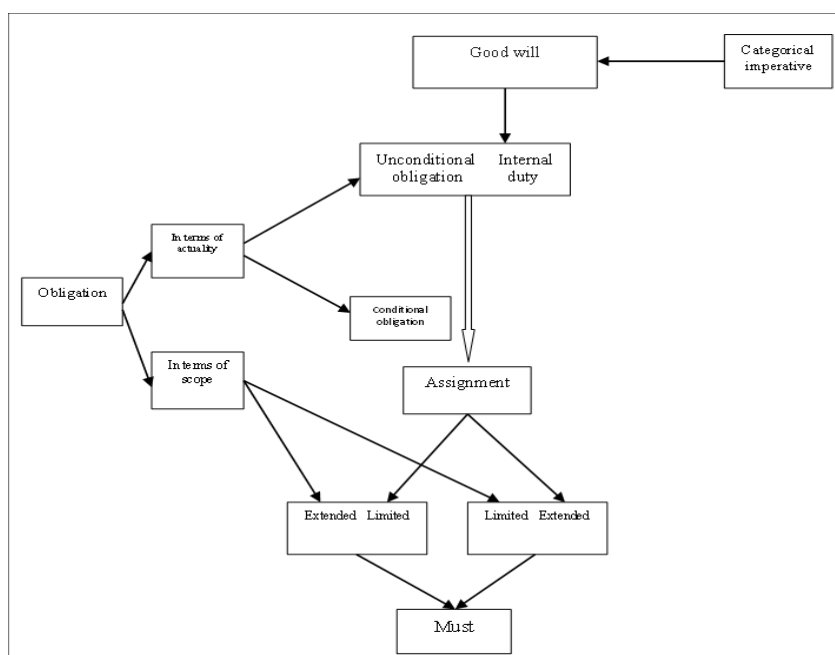 Good will
Categorical
imperative
Unconditional Internal
obligation duty
In terms of
actuality
Obligation
Conditional
obligation
In terms of
scope
Assignment
Extended Limited
Limited Extended
Must